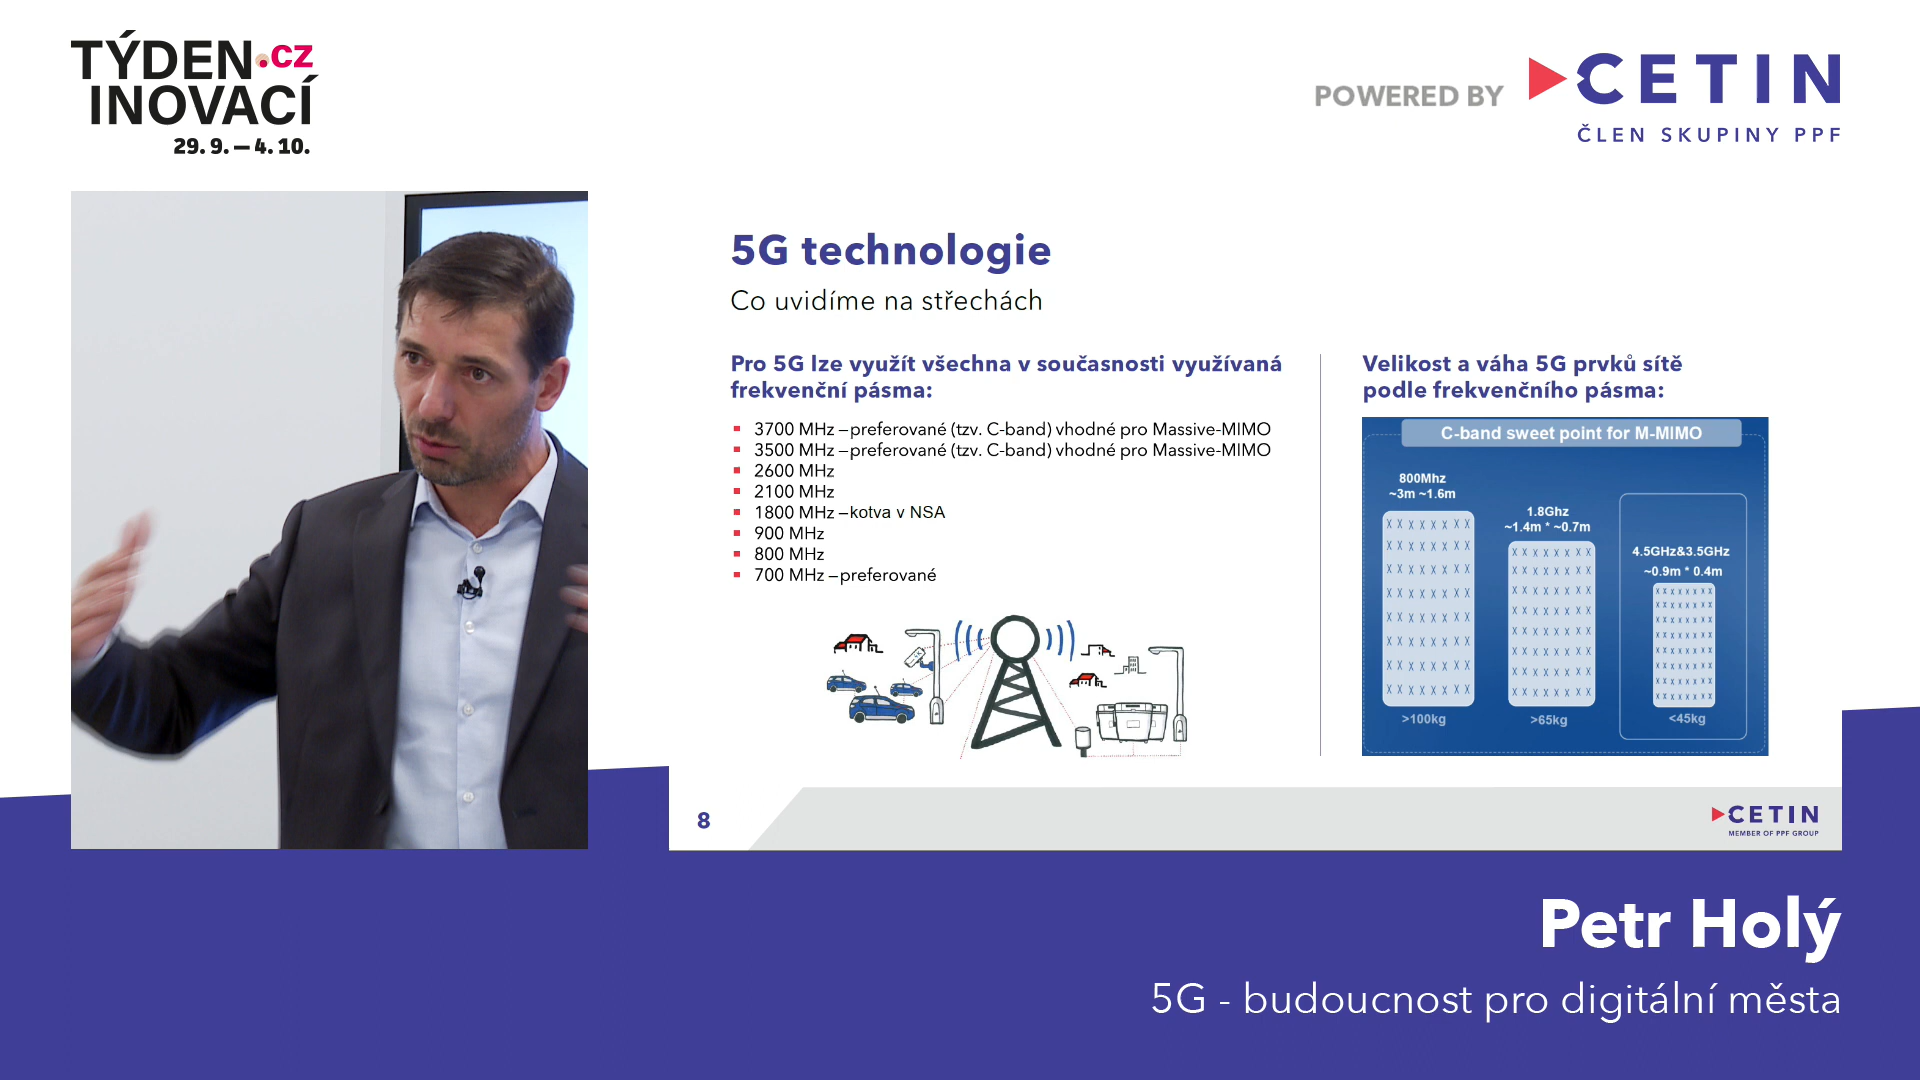 TÝDEN.cz
INOVACÍ
29. 9. – 4. 10.
POWERED BY
CETIN
ČLEN SKUPINY PPF
5G technologie
Co uvidíme na střechách
Pro 5G lze využít všechna v současnosti využívaná
frekvenční pásma:
3700 MHz –preferované (tzv. C-band) vhodné pro Massive-MIMO
3500 MHz –preferované (tzv. C-band) vhodné pro Massive-MIMO
2600 MHz
2100 MHz
1800 MHz –kotva v NSA
900 MHz
800 MHz
700 MHz –preferované
Velikost a váha 5G prvků sítě
podle frekvenčního pásma:
C-band sweet point for M-MIMO
800Mhz
~3m ~1.6m
>100kg
1.8Ghz
~1.4m * ~0.7m
>65kg
4.5GHz&3.5GHz
~0.9m * 0.4m
<45kg
8
CETIN
MEMBER OF PPF GROUP
Petr Holý
5G - budoucnost pro digitální města